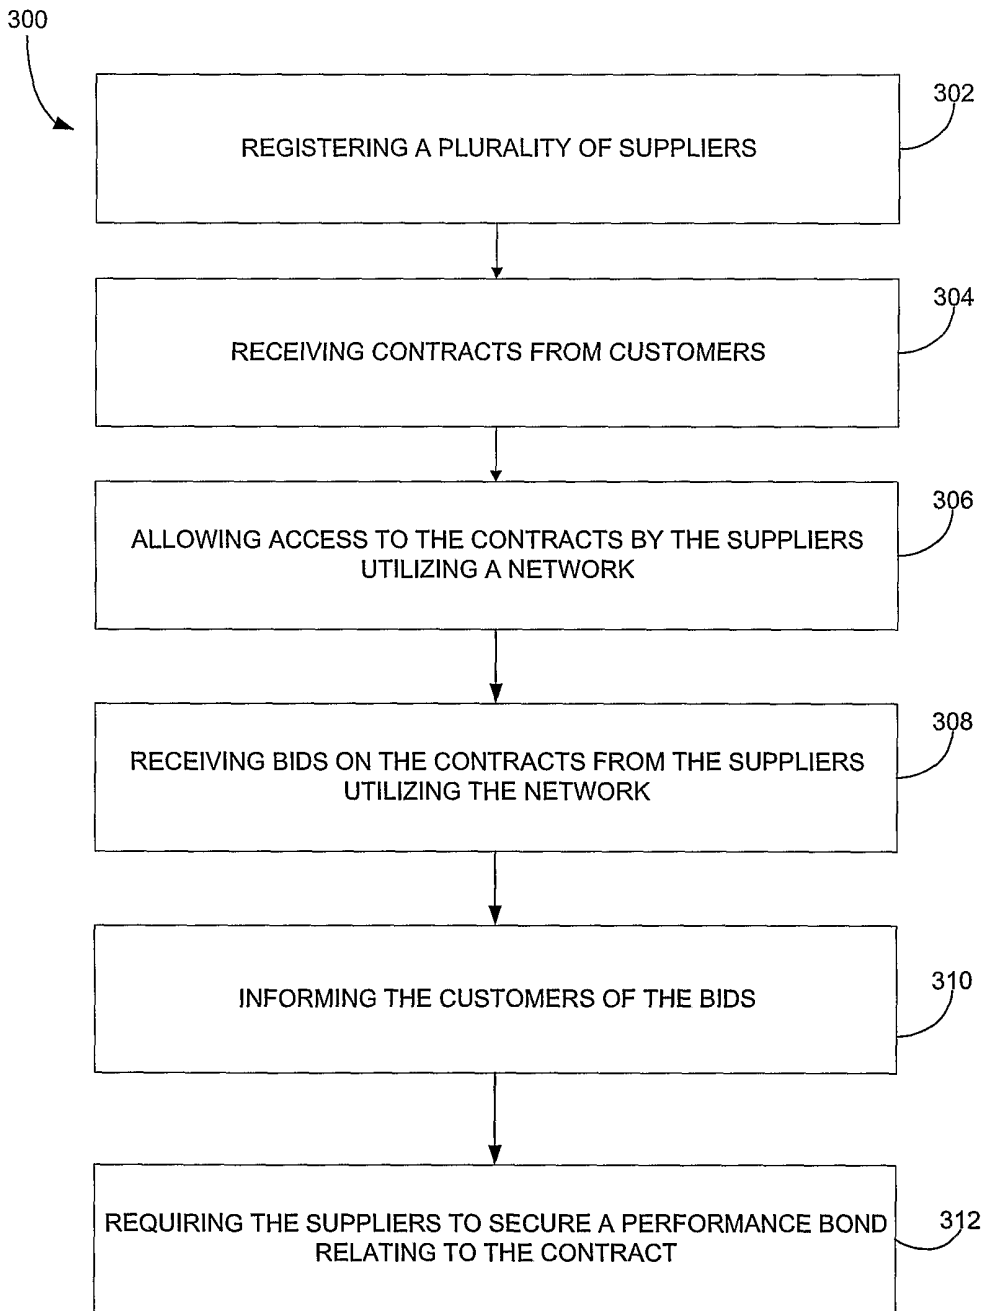 300
302
REGISTERING A PLURALITY OF SUPPLIERS
304
RECEIVING CONTRACTS FROM CUSTOMERS
306
ALLOWING ACCESS TO THE CONTRACTS BY THE SUPPLIERS
UTILIZING A NETWORK
308
RECEIVING BIDS ON THE CONTRACTS FROM THE SUPPLIERS
UTILIZING THE NETWORK
310
INFORMING THE CUSTOMERS OF THE BIDS
312
REQUIRING THE SUPPLIERS TO SECURE A PERFORMANCE BOND
RELATING TO THE CONTRACT